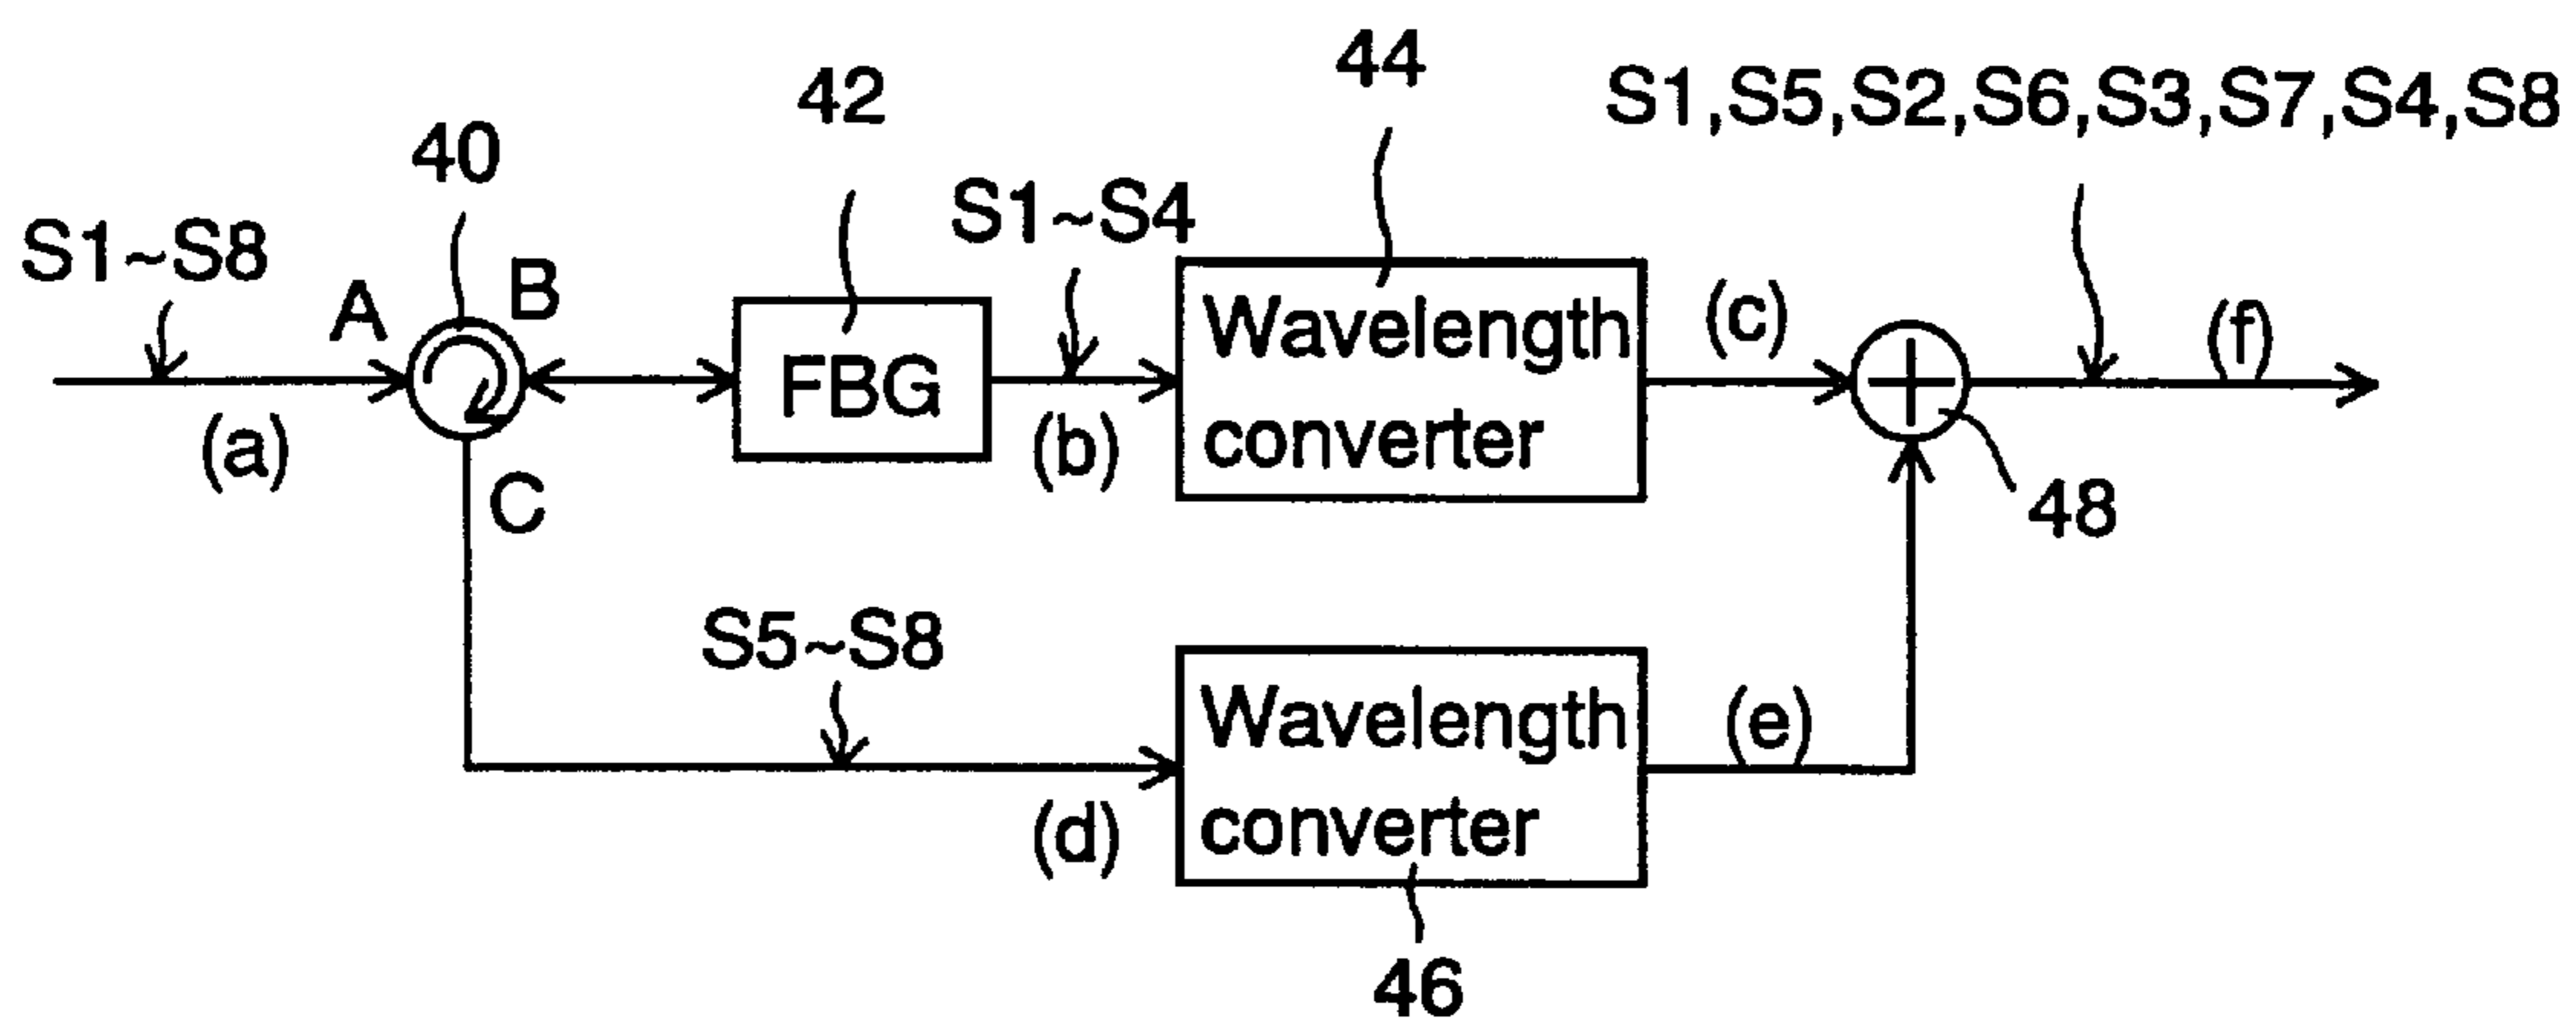 44
42
S1,S5,S2,S6,S3,S7,S4,S8
40
S1~S4
S1~S8
A
B
Wavelength
converter
(c)
(f)
FBG
(a)
(b)
C
48
S5~S8
Wavelength
converter
(e)
(d)
46